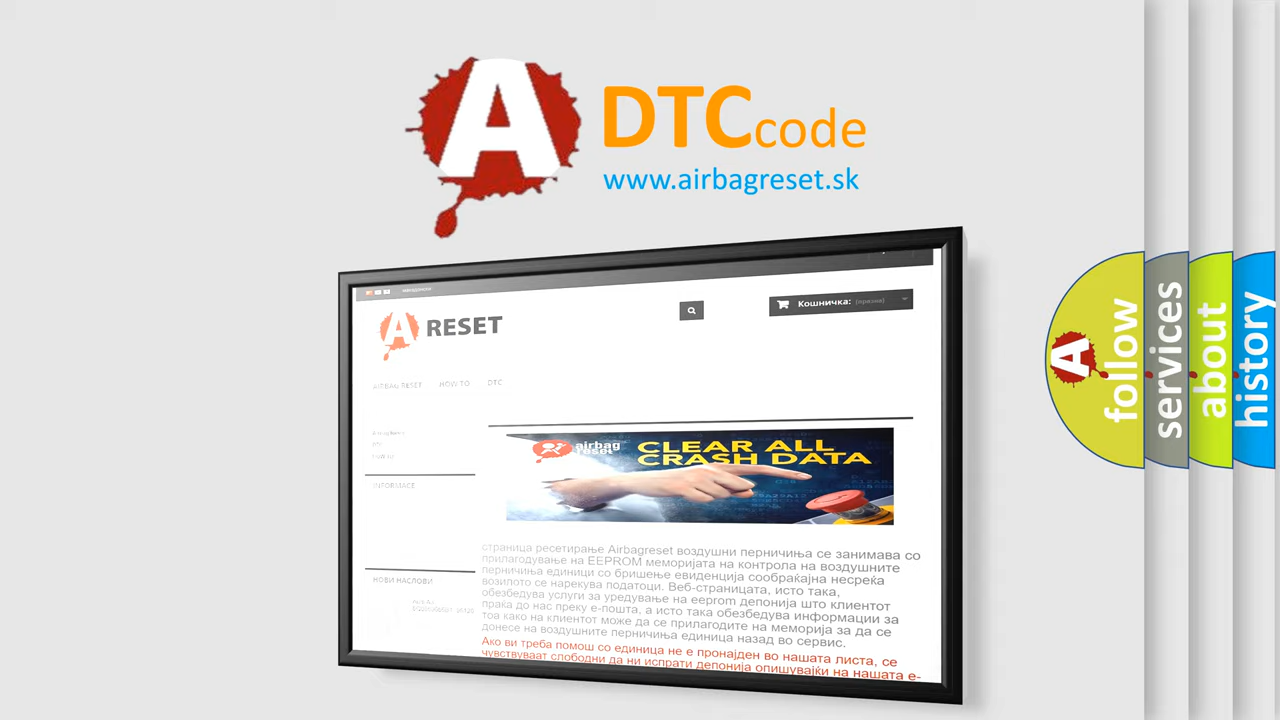 A
DTC code
www.airbagreset.sk
Кошничка: (празни)
A RESET
AIRBAG RESET HOW TO DTC
airbag
reset
CLEAR ALL
CRASH DATA
INFORMACE
страница ресетирање Airbagreset воздушни перничиња се занимава со
прилагодување на EEPROM меморијата на контрола на воздушните
перничиња единици со бришење евиденција сообраќајна несреќа
возилото се нарекува податоци. Веб-страницата, исто така,
обезбедува услуги за уредување на eeprom депонија што клиентот
праќа до нас преку е-пошта, а исто така обезбедува информации за
тоа како на клиентот може да се прилагодите на меморија за да се
донесе на воздушните перничиња единица назад во сервис.
Ако ви треба помош со единица не е пронајден во нашата листа, се
чувствуваат слободни да ни испрати депонија опишувајќи на нашата е-
НОВИ НАСЛОВИ
A
follow
services
about
history